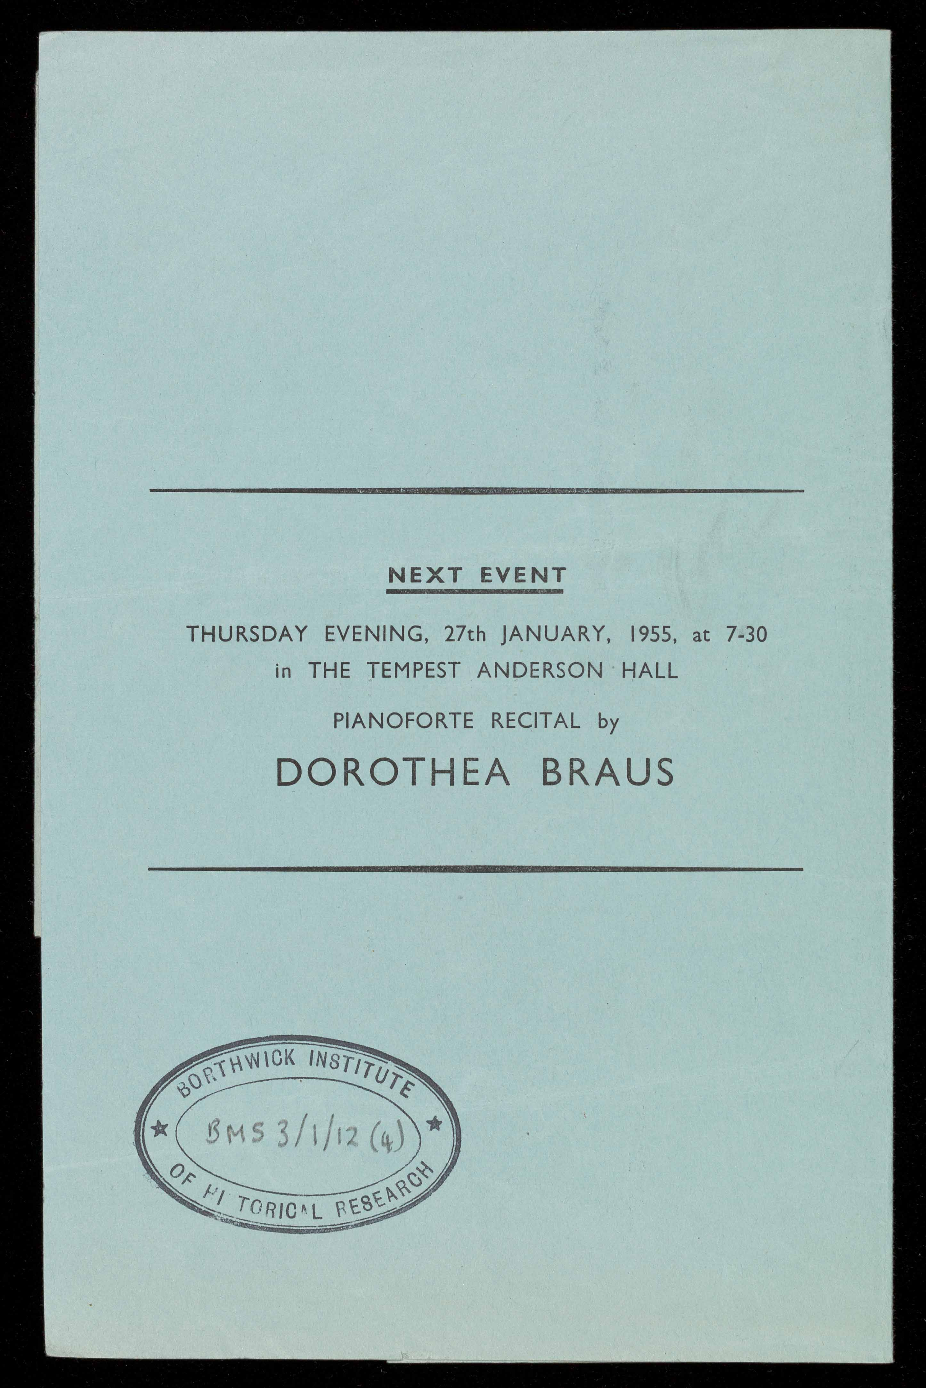 NEXT EVENT
THURSDAY EVENING, 27th JANUARY, 1955, at 7-30
in THE TEMPEST ANDERSON HALL
PIANOFORTE RECITAL by
DOROTHEA BRAUS
BORTHWICK INSTITUTE
BMS 3/1/12 (4)
OF HI TORICAL RESEARCH